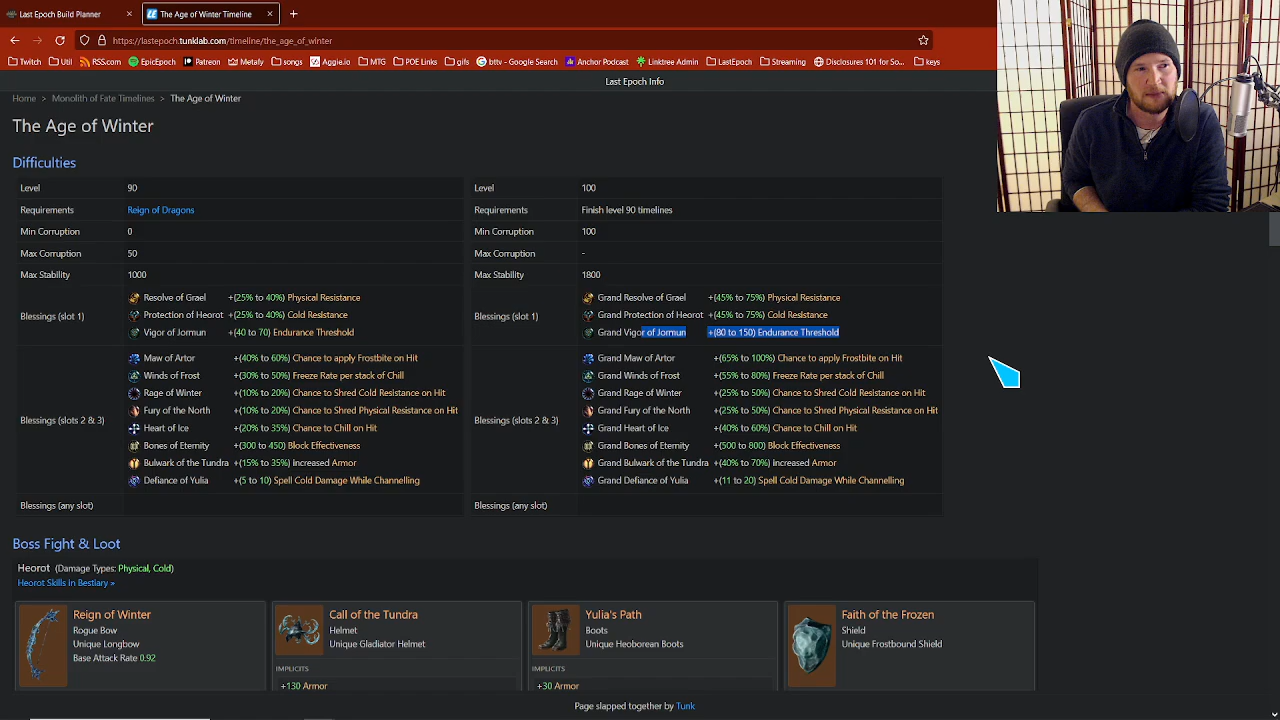 Last Epoch Build Planner
The Age of Winter Timeline
https://lastepoch.tunklab.com/timeline/the_age_of_winter
Twitch Util RSS.com EpicEpoch Patreon Metafy songs Aggie.io MTG POE Links gifs bttv - Google Search Anchor Podcast Linktree Admin LastEpoch Streaming Disclosures 101 for So... keys
Last Epoch Info
Home > Monolith of Fate Timelines > The Age of Winter
The Age of Winter
Difficulties
Level 90
Requirements Reign of Dragons
Min Corruption 0
Max Corruption 50
Max Stability 1000
Blessings (slot 1)
Resolve of Grael +(25% to 40%) Physical Resistance
Protection of Heorot +(25% to 40%) Cold Resistance
Vigor of Jormun +(40 to 70) Endurance Threshold
Blessings (slots 2 & 3)
Maw of Artor +(40% to 60%) Chance to apply Frostbite on Hit
Winds of Frost +(30% to 50%) Freeze Rate per stack of Chill
Rage of Winter +(10% to 20%) Chance to Shred Cold Resistance on Hit
Fury of the North +(10% to 20%) Chance to Shred Physical Resistance on Hit
Heart of Ice +(20% to 35%) Chance to Chill on Hit
Bones of Eternity +(300 to 450) Block Effectiveness
Bulwark of the Tundra +(15% to 35%) Increased Armor
Defiance of Yulia +(5 to 10) Spell Cold Damage While Channelling
Blessings (any slot)
Level 100
Requirements Finish level 90 timelines
Min Corruption 100
Max Corruption -
Max Stability 1800
Blessings (slot 1)
Grand Resolve of Grael +(45% to 75%) Physical Resistance
Grand Protection of Heorot +(45% to 75%) Cold Resistance
Grand Vigor of Jormun +(80 to 150) Endurance Threshold
Blessings (slots 2 & 3)
Grand Maw of Artor +(65% to 100%) Chance to apply Frostbite on Hit
Grand Winds of Frost +(55% to 80%) Freeze Rate per stack of Chill
Grand Rage of Winter +(25% to 50%) Chance to Shred Cold Resistance on Hit
Grand Fury of the North +(25% to 50%) Chance to Shred Physical Resistance on Hit
Grand Heart of Ice +(40% to 60%) Chance to Chill on Hit
Grand Bones of Eternity +(500 to 800) Block Effectiveness
Grand Bulwark of the Tundra +(40% to 70%) Increased Armor
Grand Defiance of Yulia +(11 to 20) Spell Cold Damage While Channelling
Blessings (any slot)
Boss Fight & Loot
Heorot (Damage Types: Physical, Cold)
Heorot Skills in Bestiary »
Reign of Winter
Rogue Bow
Unique Longbow
Base Attack Rate 0.92
Call of the Tundra
Helmet
Unique Gladiator Helmet
IMPLICITS
+130 Armor
Yulia's Path
Boots
Unique Heoborean Boots
IMPLICITS
+30 Armor
Faith of the Frozen
Shield
Unique Frostbound Shield
Page slapped together by Tunk